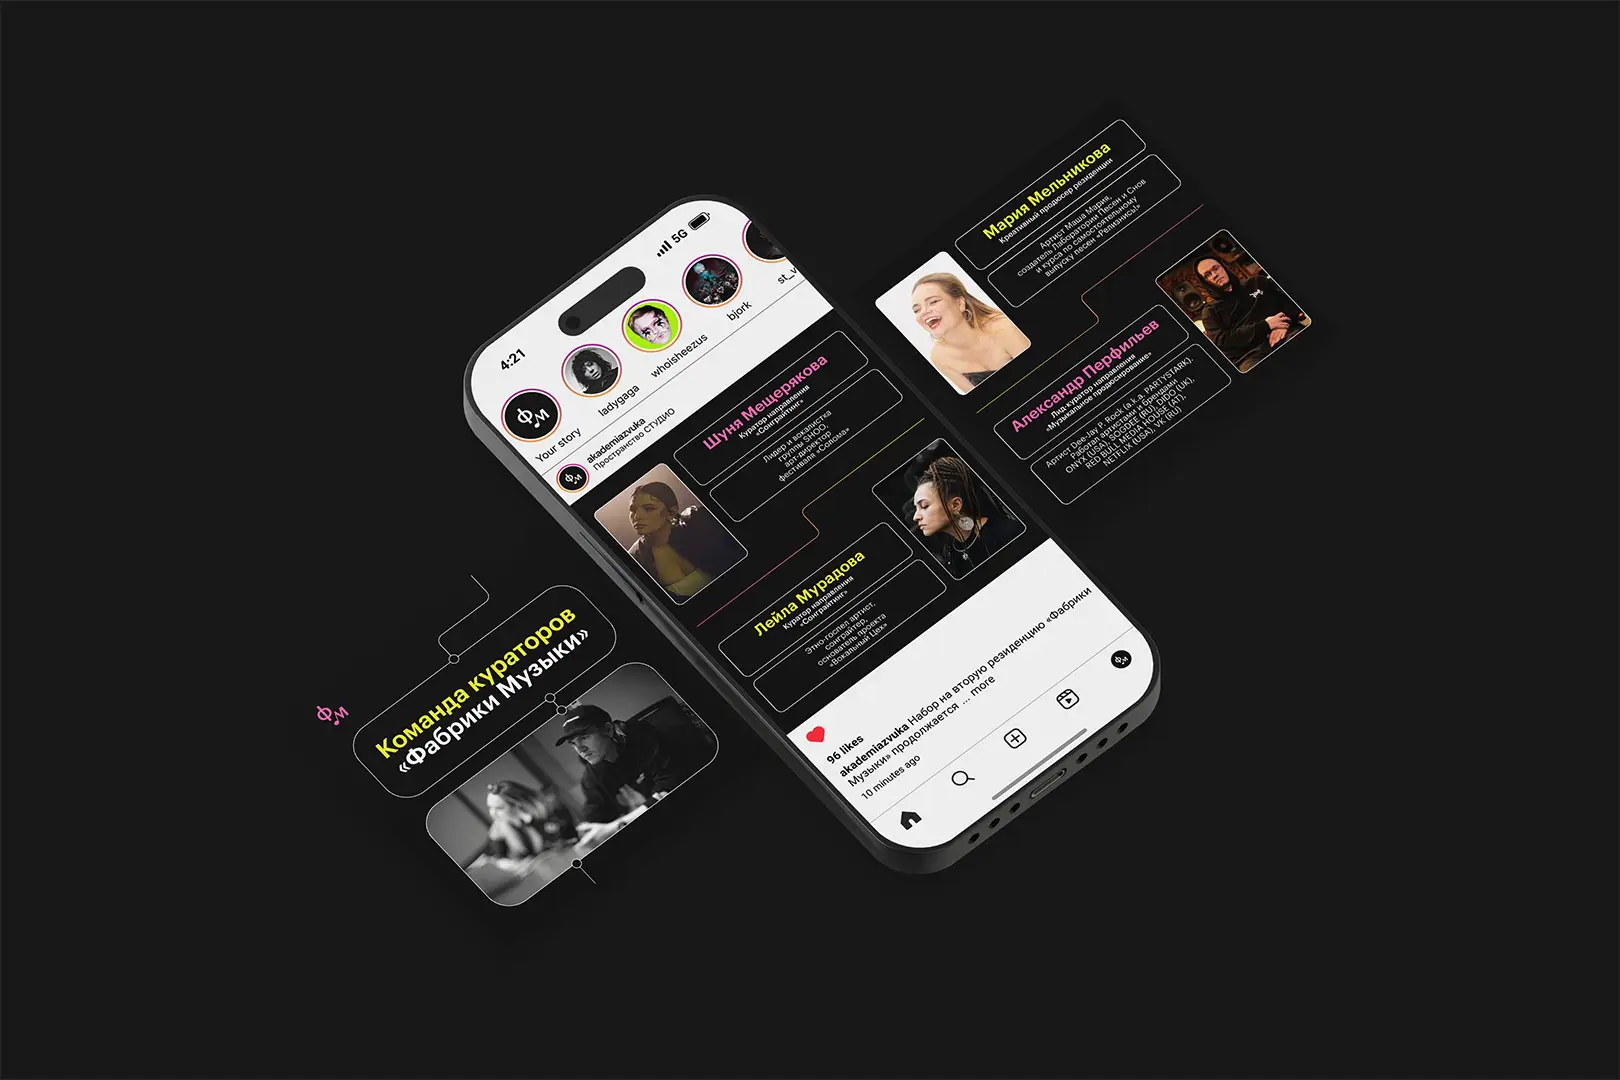 4:21
5G
Your story
ladygaga
whoisheezus
bjork
st_v
akademiazvuka
Пространство СТУДИО
Команда кураторов
«Фабрики Музыки»
Шуня Мещерякова
Куратор направления
«Сонграйтинг»
Лидер и вокалистка
группы SHOO,
арт-директор
фестиваля «Солома»
Лейла Мурадова
Куратор направления
«Сонграйтинг»
Этно-госпел артист,
сонграйтер,
основатель проекта
«Вокальный Цех»
Мария Мельникова
Креативный продюсер резиденции
Артист Маша Мария,
создатель Лаборатории Песен и Снов
и курса по самостоятельному
выпуску песен «Релизнись!»
Александр Перфильев
Лид-куратор направления
«Музыкальное продюсирование»
Артист Dee-Jay P. Rock (a.k.a. PARTYSTARK).
Работал артистами и брендами
ONYX (USA), SOGDEE (RU), DIDO (UK),
RED BULL MEDIA HOUSE (AT),
NETFLIX (USA), VK (RU)
96 likes
akademiazvuka Набор на вторую резиденцию «Фабрики
Музыки» продолжается ... more
10 minutes ago